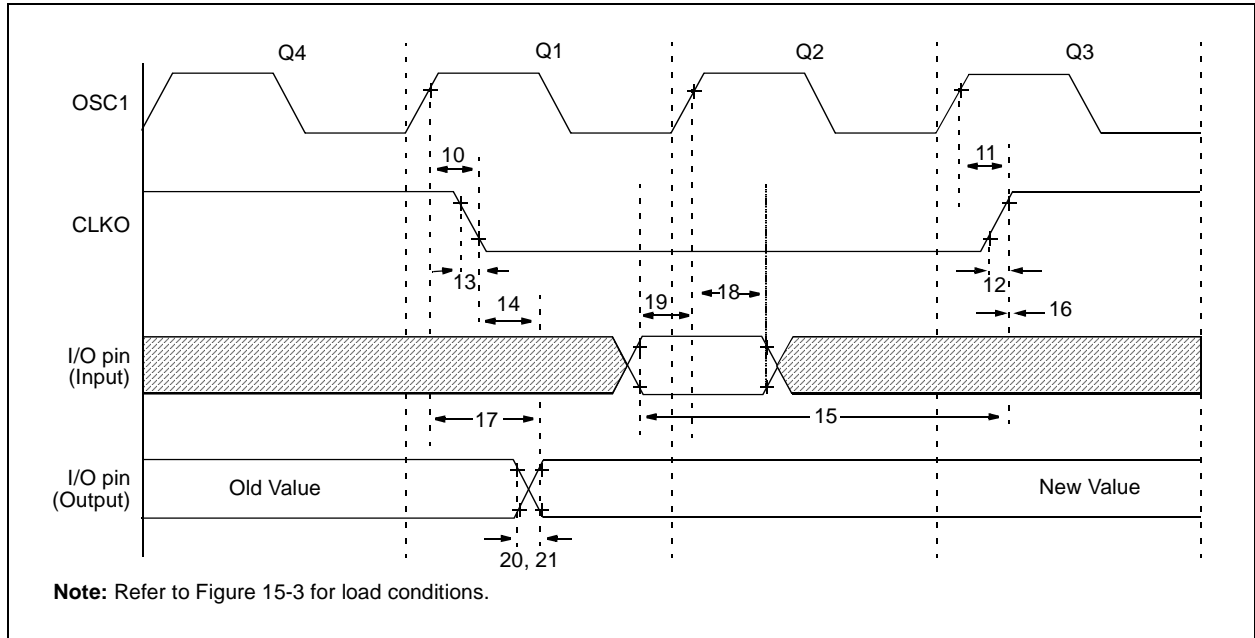 Q4 Q1 Q2 Q3
OSC1
10 11
CLKO
13 12
14 19 18 16
I/O pin
(Input)
17 15
I/O pin
(Output)
Old Value New Value
20, 21
Note: Refer to Figure 15-3 for load conditions.